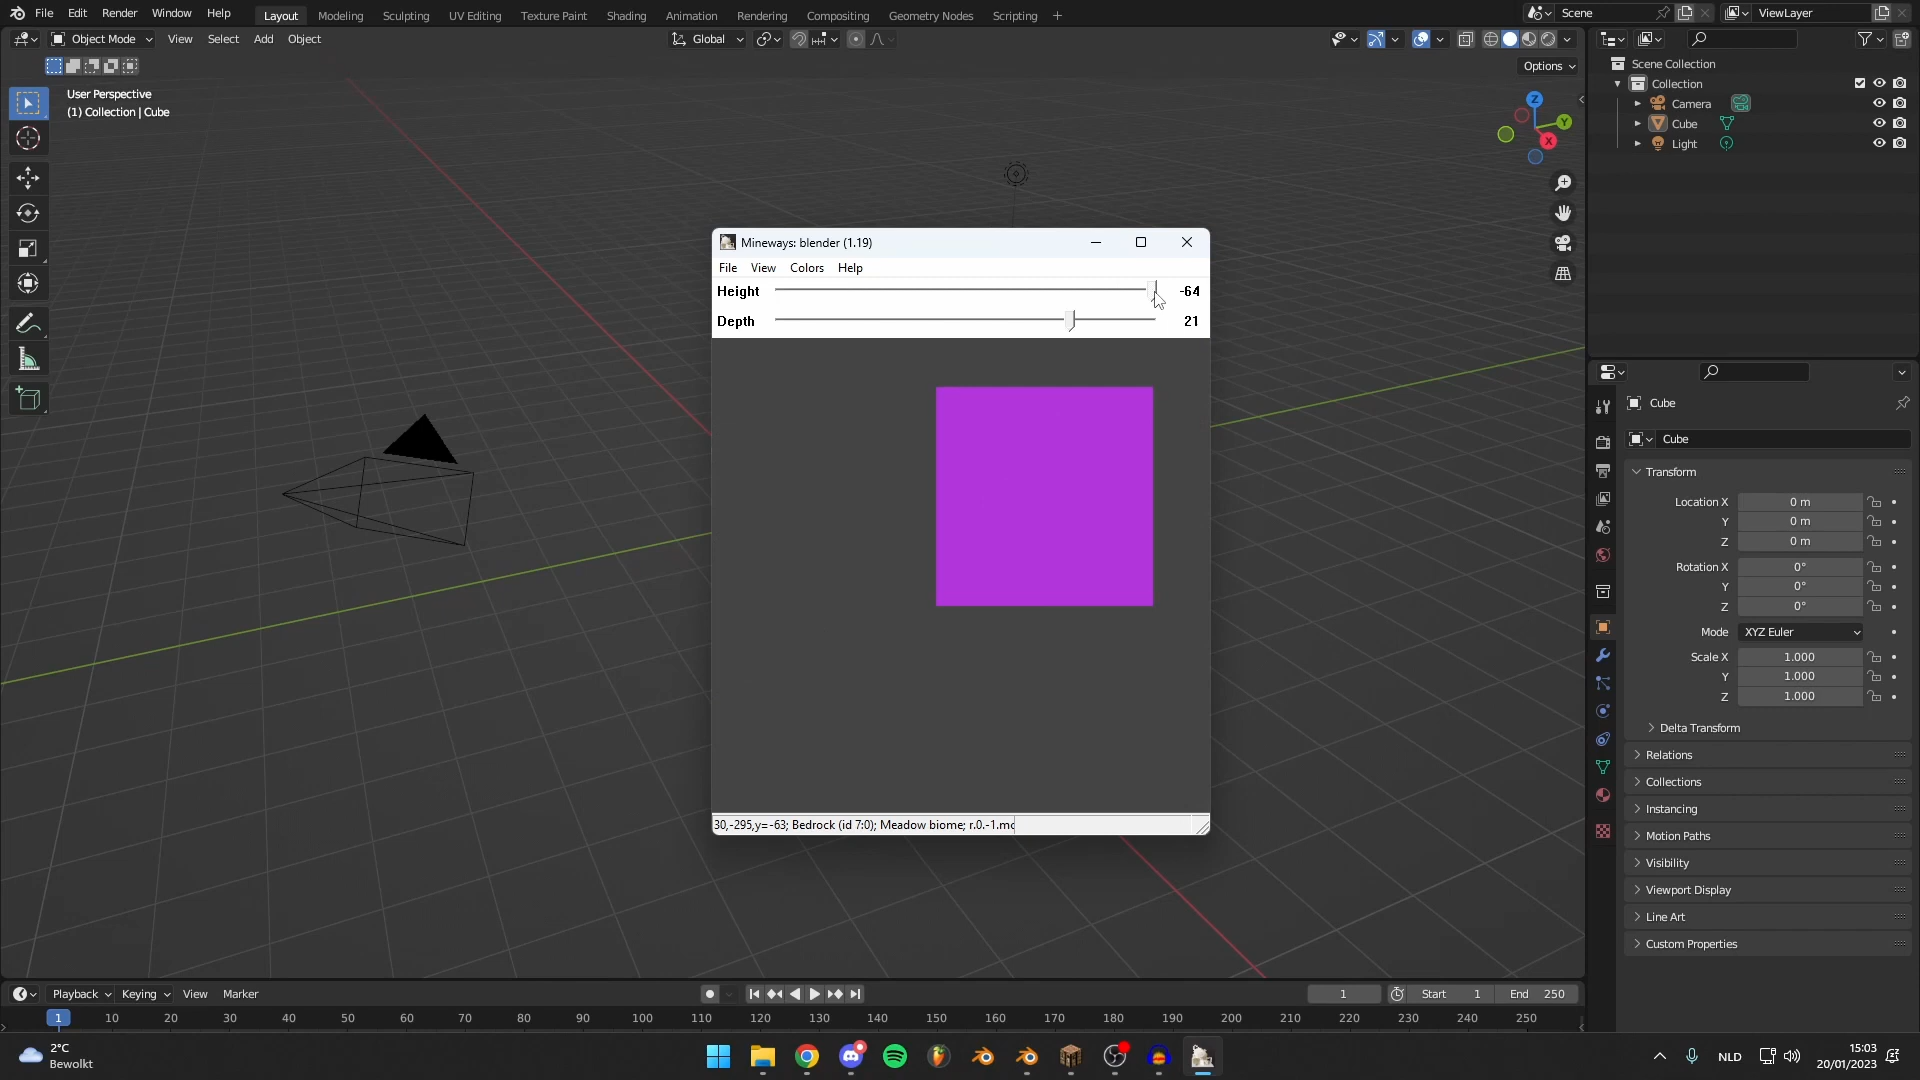 File Edit Render Window Help Layout Modeling Sculpting UV Editing Texture Paint Shading Animation Rendering Compositing Geometry Nodes Scripting + Scene ViewLayer
Object Mode View Select Add Object Global
Options
User Perspective
(1) Collection | Cube
Z
Y
X
Scene Collection
Collection
Camera
Cube
Light
Mineways: blender (1.19)
File View Colors Help
Height -64
Depth 21
30,-295,y=-63; Bedrock (id 7:0); Meadow biome; r.0.-1.mc
Cube
Cube
Transform
Location X 0 m
Y 0 m
Z 0 m
Rotation X 0°
Y 0°
Z 0°
Mode XYZ Euler
Scale X 1.000
Y 1.000
Z 1.000
Delta Transform
Relations
Collections
Instancing
Motion Paths
Visibility
Viewport Display
Line Art
Custom Properties
Playback Keying View Marker 1 Start 1 End 250
1 10 20 30 40 50 60 70 80 90 100 110 120 130 140 150 160 170 180 190 200 210 220 230 240 250
2°C
Bewolkt
NLD
15:03
20/01/2023